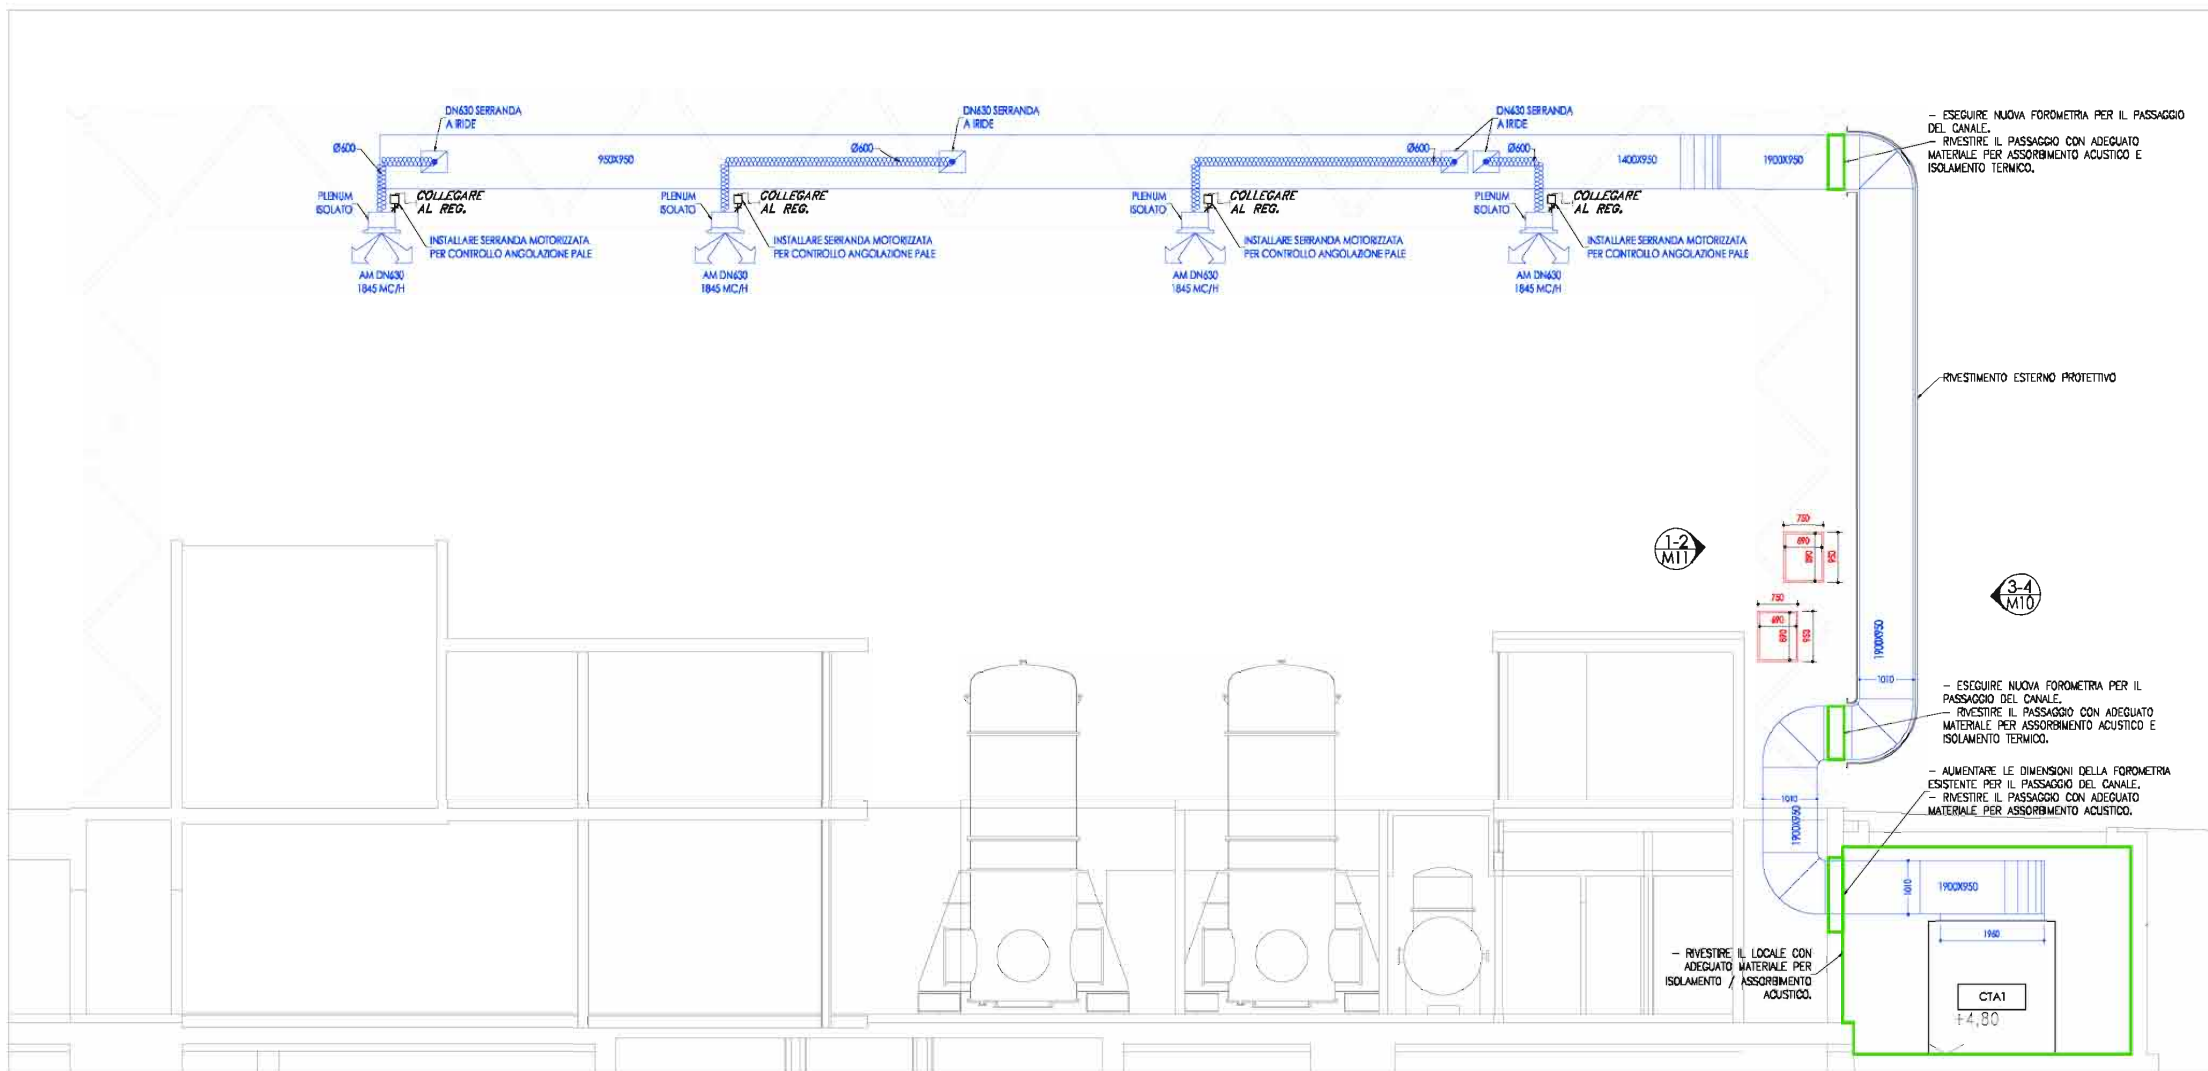 DN630 SERRANDA
A IRIDE
DN630 SERRANDA
A IRIDE
DN630 SERRANDA
A IRIDE
- ESEGUIRE NUOVA FOROMETRIA PER IL PASSAGGIO
DEL CANALE.
- RIVESTIRE IL PASSAGGIO CON ADEGUATO
MATERIALE PER ASSORBIMENTO ACUSTICO E
ISOLAMENTO TERMICO.
Ø600
950X950
Ø600
Ø600
Ø600
1400X950
1900X950
PLENUM
ISOLATO
COLLEGARE
AL REG.
PLENUM
ISOLATO
COLLEGARE
AL REG.
PLENUM
ISOLATO
COLLEGARE
AL REG.
PLENUM
ISOLATO
COLLEGARE
AL REG.
INSTALLARE SERRANDA MOTORIZZATA
PER CONTROLLO ANGOLAZIONE PALE
INSTALLARE SERRANDA MOTORIZZATA
PER CONTROLLO ANGOLAZIONE PALE
INSTALLARE SERRANDA MOTORIZZATA
PER CONTROLLO ANGOLAZIONE PALE
INSTALLARE SERRANDA MOTORIZZATA
PER CONTROLLO ANGOLAZIONE PALE
AM DN630
1845 MC/H
AM DN630
1845 MC/H
AM DN630
1845 MC/H
AM DN630
1845 MC/H
RIVESTIMENTO ESTERNO PROTETTIVO
750
690
890
950
1-2
M11
3-4
M10
750
690
890
950
1900X950
1010
- ESEGUIRE NUOVA FOROMETRIA PER IL
PASSAGGIO DEL CANALE.
- RIVESTIRE IL PASSAGGIO CON ADEGUATO
MATERIALE PER ASSORBIMENTO ACUSTICO E
ISOLAMENTO TERMICO.
- AUMENTARE LE DIMENSIONI DELLA FOROMETRIA
ESISTENTE PER IL PASSAGGIO DEL CANALE.
- RIVESTIRE IL PASSAGGIO CON ADEGUATO
MATERIALE PER ASSORBIMENTO ACUSTICO.
1010
1900X950
1010
1900X950
1960
- RIVESTIRE IL LOCALE CON
ADEGUATO MATERIALE PER
ISOLAMENTO / ASSORBIMENTO
ACUSTICO.
CTA1
+4,80